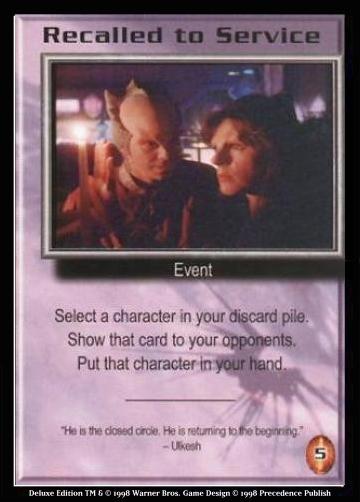 Recalled to Service
Event
Select a character in your discard pile.
Show that card to your opponents.
Put that character in your hand.
"He is the closed circle. He is returning to the beginning."
– Ulkesh
5
Deluxe Edition TM & © 1998 Warner Bros. Game Design © 1998 Precedence Publish